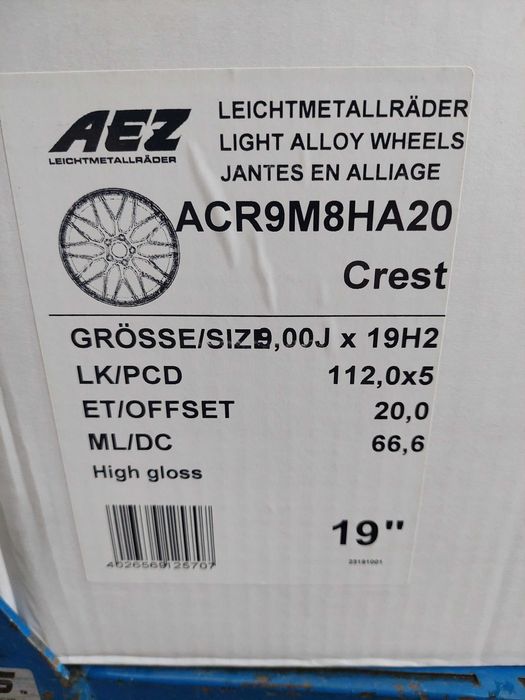 AEZ
LEICHTMETALLRÄDER
LEICHTMETALLRÄDER
LIGHT ALLOY WHEELS
JANTES EN ALLIAGE
ACR9M8HA20
Crest
GRÖSSE/SIZE 9,00J x 19H2
LK/PCD 112,0x5
ET/OFFSET 20,0
ML/DC 66,6
High gloss
4026569125707
19"
23191001